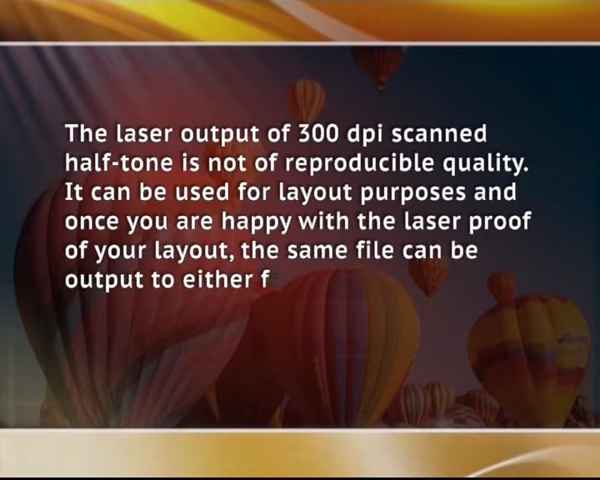 The laser output of 300 dpi scanned
half-tone is not of reproducible quality.
It can be used for layout purposes and
once you are happy with the laser proof
of your layout, the same file can be
output to either f